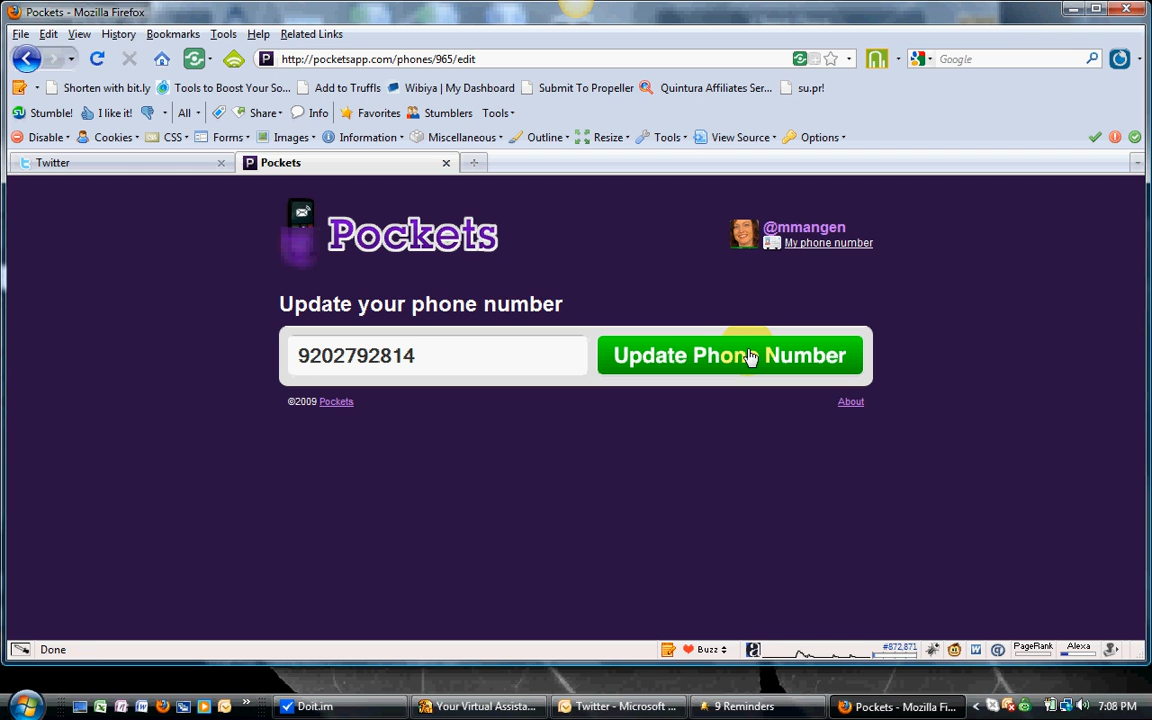 Pockets - Mozilla Firefox
File Edit View History Bookmarks Tools Help Related Links
P http://pocketsapp.com/phones/965/edit Google
Shorten with bit.ly Tools to Boost Your So... Add to Truffls Wibiya | My Dashboard Submit To Propeller Quintura Affiliates Ser... su.pr!
Stumble! I like it! All Share Info Favorites Stumblers Tools
Disable Cookies CSS Forms Images Information Miscellaneous Outline Resize Tools View Source Options
Twitter P Pockets
Pockets
@mmangen
My phone number
Update your phone number
9202792814 Update Phone Number
©2009 Pockets About
Done Buzz #872,871 PageRank Alexa
Doit.im Your Virtual Assista... Twitter - Microsoft ... 9 Reminders Pockets - Mozilla Fi... 7:08 PM